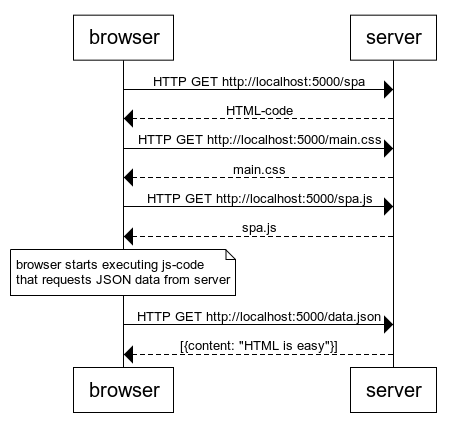 browser
server
HTTP GET http://localhost:5000/spa
HTML-code
HTTP GET http://localhost:5000/main.css
main.css
HTTP GET http://localhost:5000/spa.js
spa.js
browser starts executing js-code
that requests JSON data from server
HTTP GET http://localhost:5000/data.json
[{content: "HTML is easy"}]
browser
server